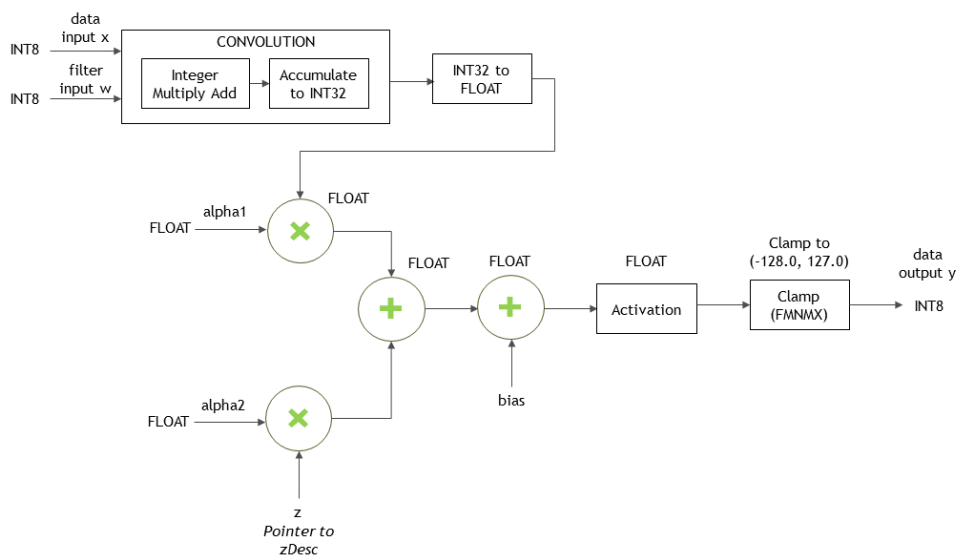 data
input x
INT8
filter
input w
INT8
CONVOLUTION
Integer
Multiply Add
Accumulate
to INT32
INT32 to
FLOAT
FLOAT
alpha1
FLOAT
FLOAT
FLOAT
FLOAT
Activation
Clamp to
(-128.0, 127.0)
Clamp
(FMNMX)
data
output y
INT8
bias
FLOAT
alpha2
z
Pointer to
zDesc